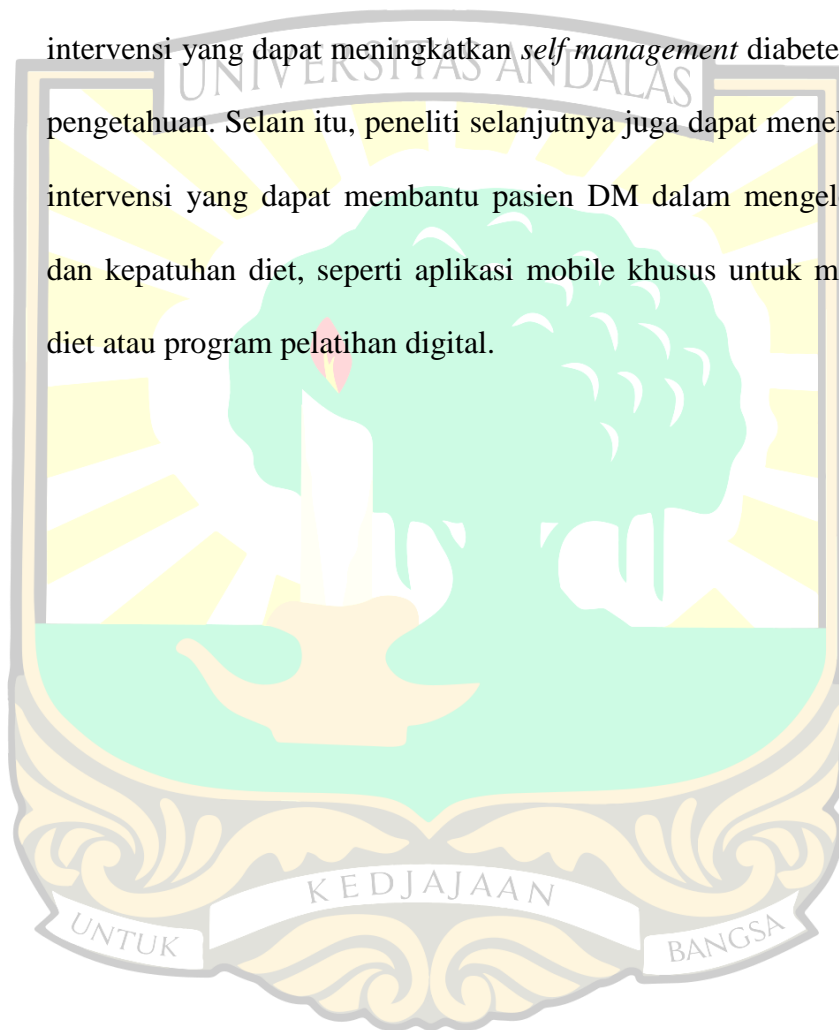 intervensi yang dapat meningkatkan self management diabete
UNIVERSITAS ANDALAS
pengetahuan. Selain itu, peneliti selanjutnya juga dapat menel
intervensi yang dapat membantu pasien DM dalam mengel
dan kepatuhan diet, seperti aplikasi mobile khusus untuk m
diet atau program pelatihan digital.
KEDJAJAAN
UNTUK
BANGSA